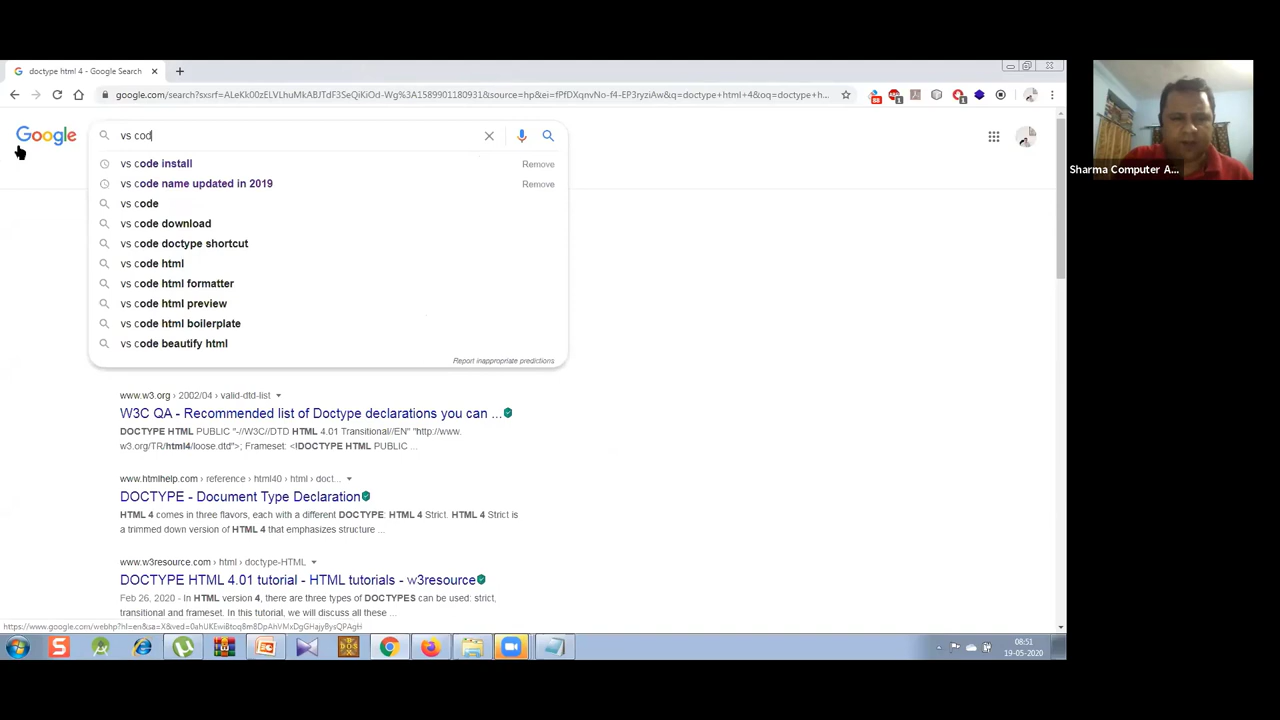 doctype html 4 - Google Search
google.com/search?sxsrf=ALeKk00zELVLhuMkABJTdF3SeQiKiOd-Wg%3A1589901180931&source=hp&ei=fPfDXqnvNo-f4-EP3ryziAw&q=doctype+html+4&oq=doctype+h...
88
1
1
Google
vs cod
vs code install
Remove
vs code name updated in 2019
Remove
vs code
vs code download
vs code doctype shortcut
vs code html
vs code html formatter
vs code html preview
vs code html boilerplate
vs code beautify html
Report inappropriate predictions
www.w3.org › 2002/04 › valid-dtd-list
W3C QA - Recommended list of Doctype declarations you can ...
DOCTYPE HTML PUBLIC "-//W3C//DTD HTML 4.01 Transitional//EN" "http://www.
w3.org/TR/html4/loose.dtd">; Frameset: <!DOCTYPE HTML PUBLIC ...
www.htmlhelp.com › reference › html40 › html › doct...
DOCTYPE - Document Type Declaration
HTML 4 comes in three flavors, each with a different DOCTYPE: HTML 4 Strict. HTML 4 Strict
is a trimmed down version of HTML 4 that emphasizes structure ...
www.w3resource.com › html › doctype-HTML
DOCTYPE HTML 4.01 tutorial - HTML tutorials - w3resource
Feb 26, 2020 - In HTML version 4, there are three types of DOCTYPES can be used: strict,
transitional and frameset. In this tutorial, we will discuss all these ...
08:51
19-05-2020
Sharma Computer A...